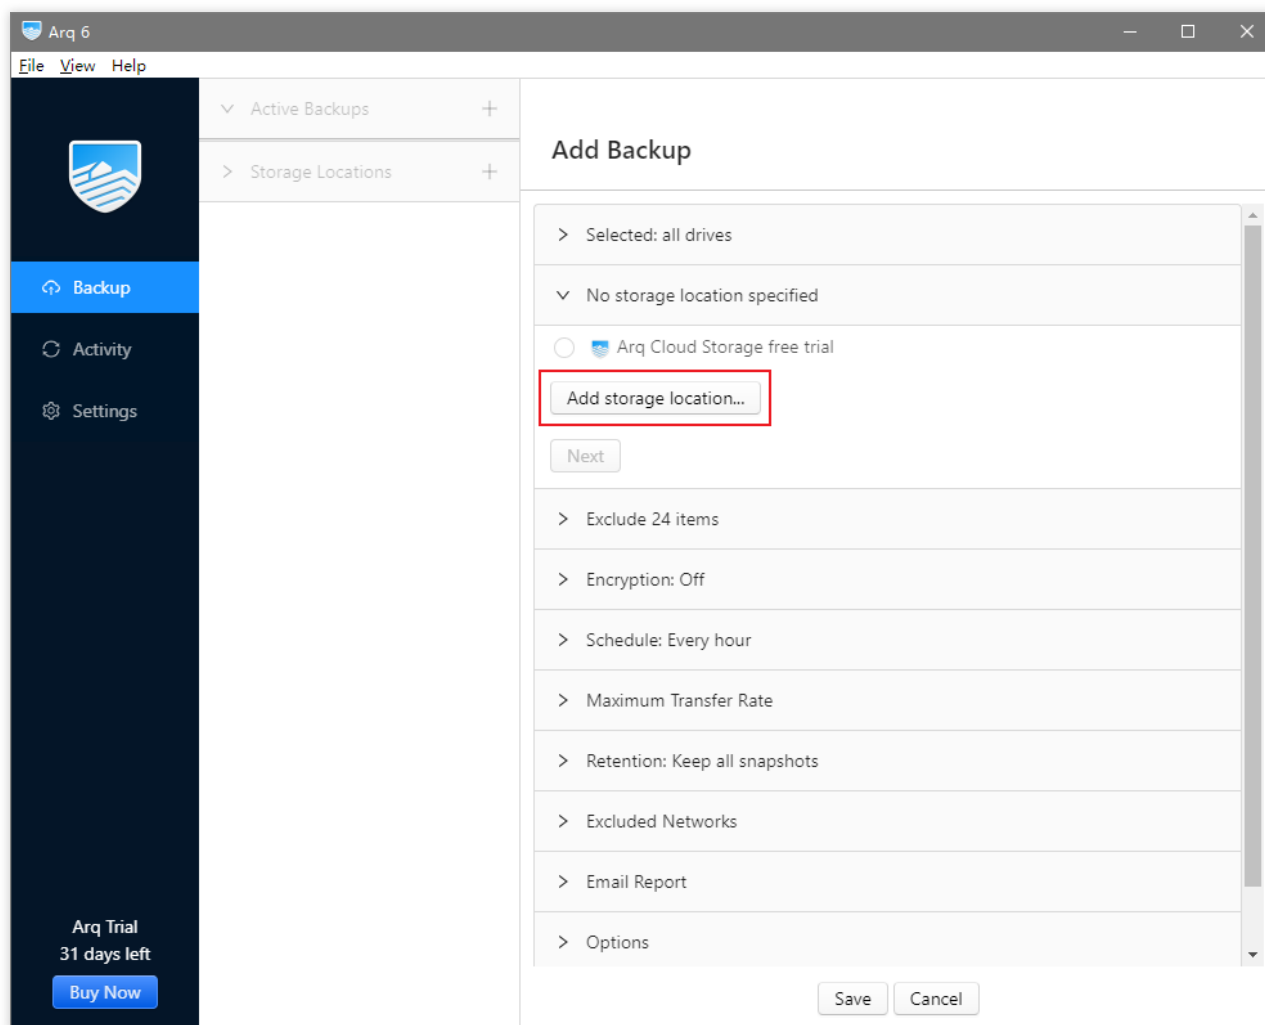 Arq 6
File View Help
Active Backups
Storage Locations
Backup
Activity
Settings
Arq Trial
31 days left
Buy Now
Add Backup
Selected: all drives
No storage location specified
Arq Cloud Storage free trial
Add storage location...
Next
Exclude 24 items
Encryption: Off
Schedule: Every hour
Maximum Transfer Rate
Retention: Keep all snapshots
Excluded Networks
Email Report
Options
Save Cancel